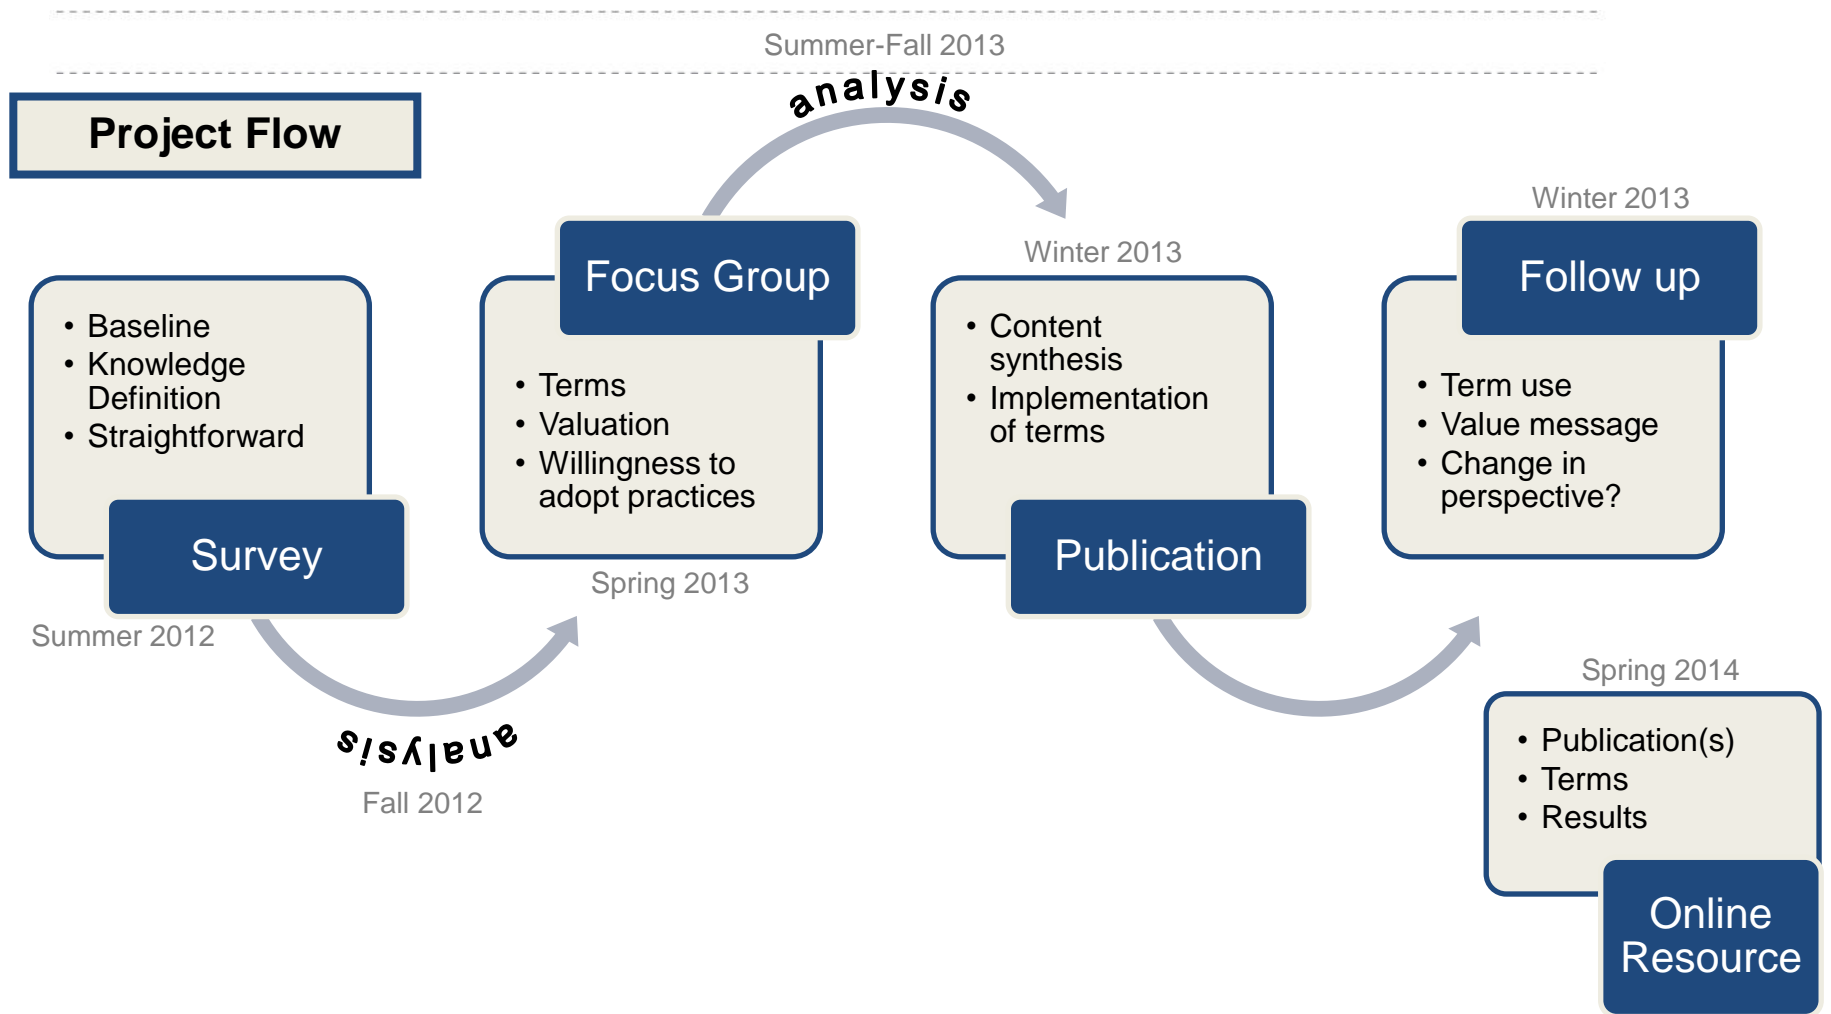 Summer-Fall 2013
analysis
Project Flow
• Baseline
• Knowledge
Definition
• Straightforward
Survey
Summer 2012
analysis
Fall 2012
Focus Group
• Terms
• Valuation
• Willingness to
adopt practices
Spring 2013
Winter 2013
• Content
synthesis
• Implementation
of terms
Publication
Winter 2013
Follow up
• Term use
• Value message
• Change in
perspective?
Spring 2014
• Publication(s)
• Terms
• Results
Online
Resource